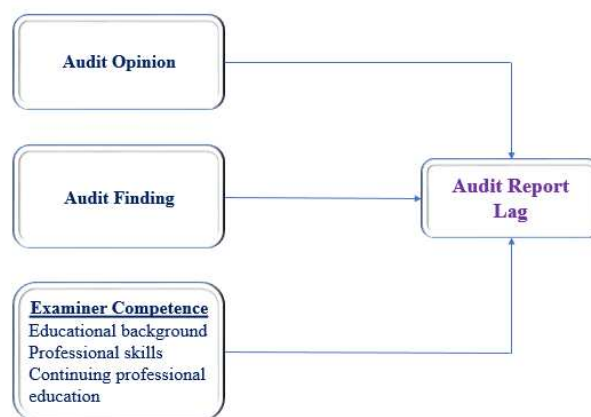 Audit Opinion
Audit Finding
Audit Report
Lag
Examiner Competence
Educational background
Professional skills
Continuing professional
education